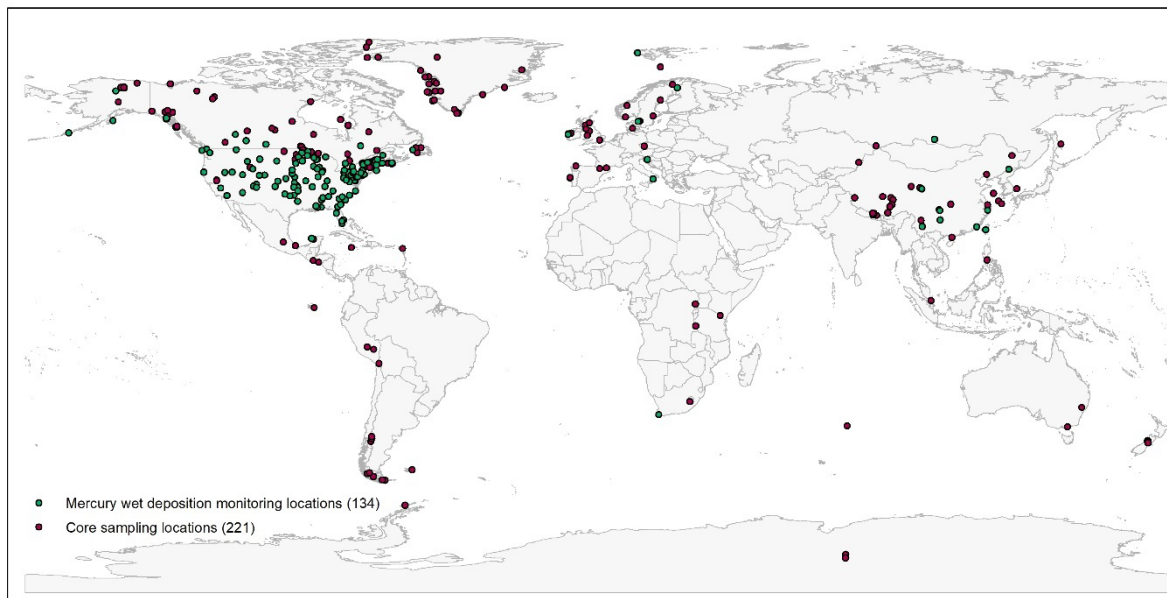 Mercury wet deposition monitoring locations (134)
Core sampling locations (221)